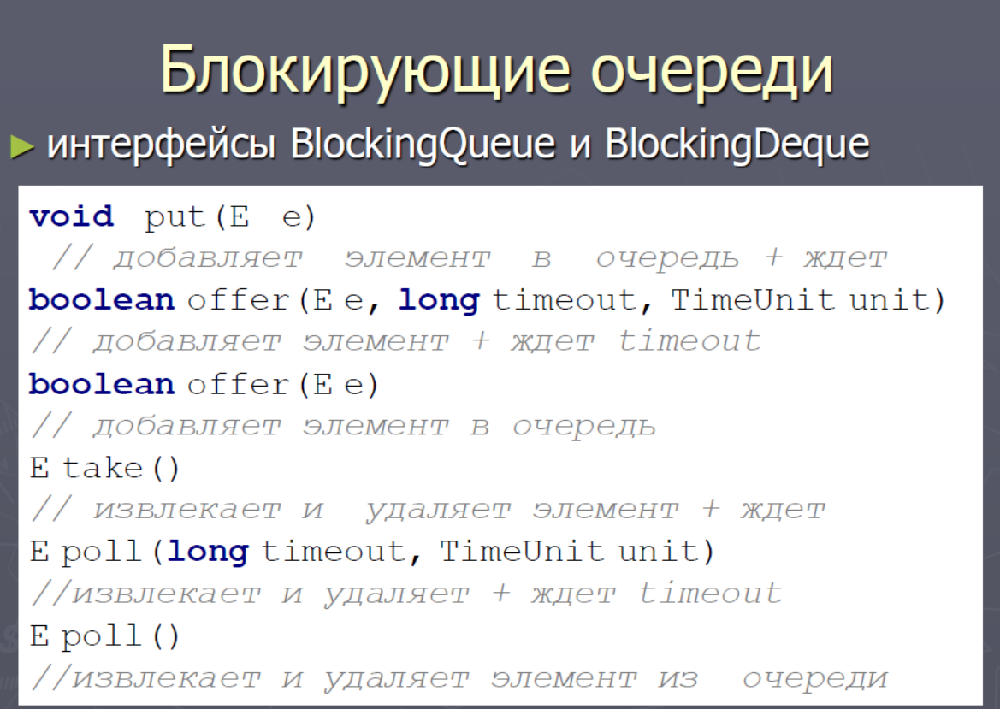 Блокирующие очереди
► интерфейсы BlockingQueue и BlockingDeque
void put(E e)
// добавляет элемент в очередь + ждет
boolean offer(E e, long timeout, TimeUnit unit)
// добавляет элемент + ждет timeout
boolean offer(E e)
// добавляет элемент в очередь
E take()
// извлекает и удаляет элемент + ждет
E poll(long timeout, TimeUnit unit)
//извлекает и удаляет + ждет timeout
E poll()
//извлекает и удаляет элемент из очереди